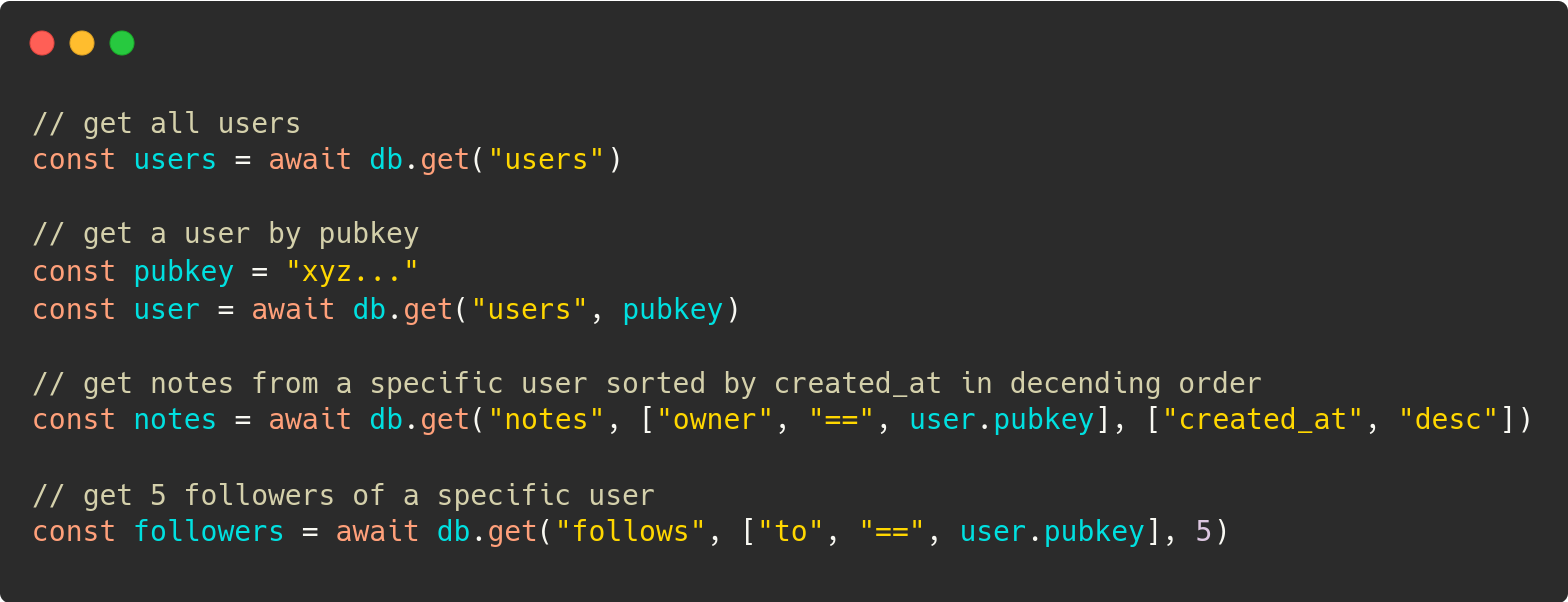 // get all users
const users = await db.get("users")
// get a user by pubkey
const pubkey = "xyz..."
const user = await db.get("users", pubkey)
// get notes from a specific user sorted by created_at in decending order
const notes = await db.get("notes", ["owner", "==", user.pubkey], ["created_at", "desc"])
// get 5 followers of a specific user
const followers = await db.get("follows", ["to", "==", user.pubkey], 5)